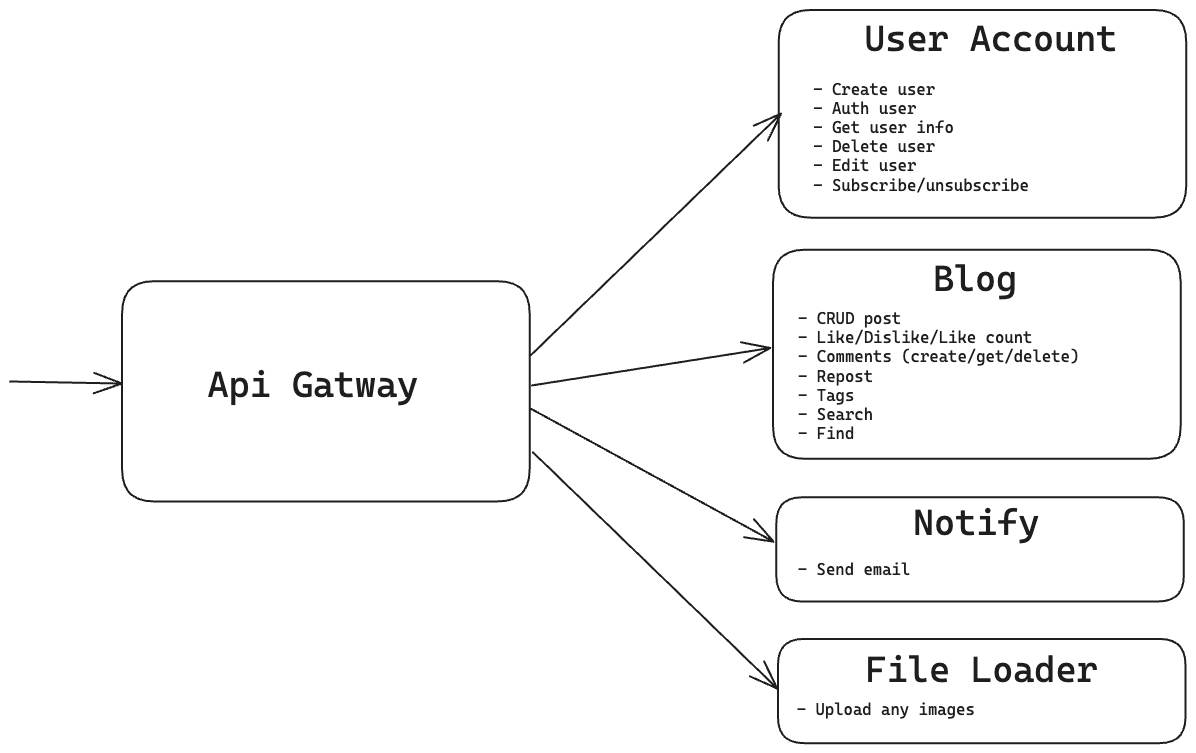 User Account
- Create user
- Auth user
- Get user info
- Delete user
- Edit user
- Subscribe/unsubscribe
Blog
- CRUD post
- Like/Dislike/Like count
- Comments (create/get/delete)
- Repost
- Tags
- Search
- Find
Api Gatway
Notify
- Send email
File Loader
- Upload any images